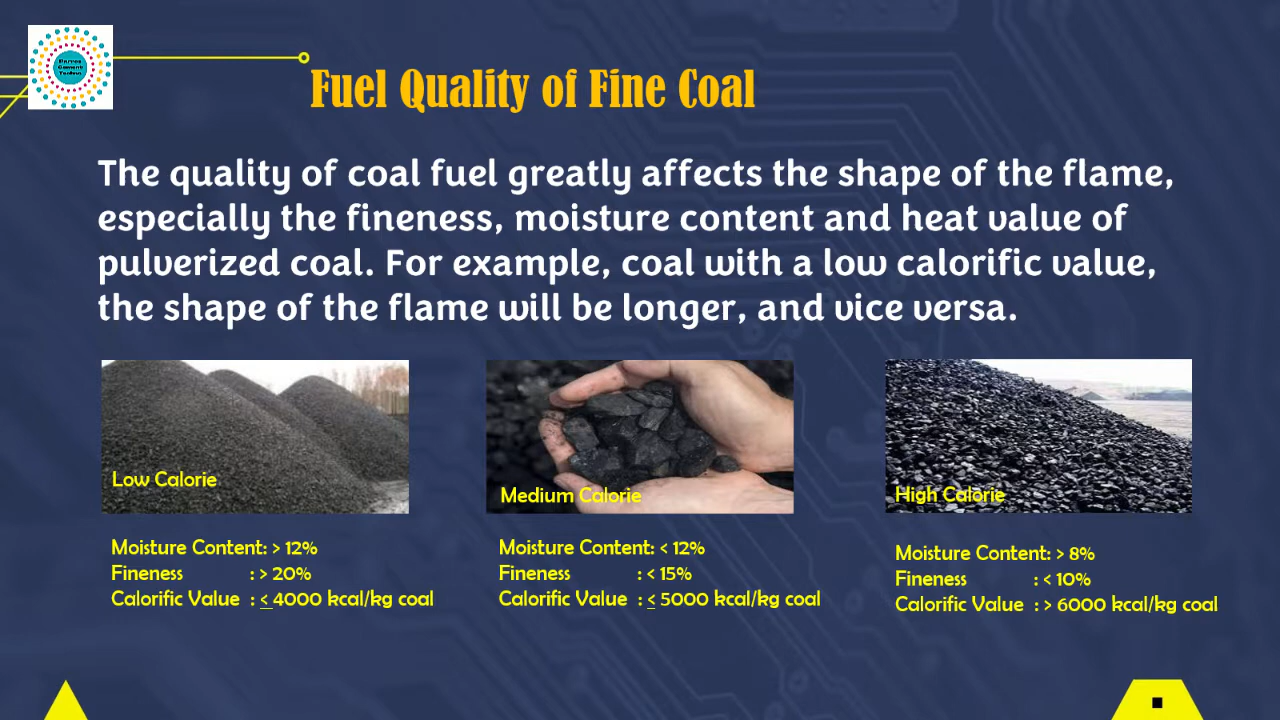 Fuel Quality of Fine Coal
The quality of coal fuel greatly affects the shape of the flame,
especially the fineness, moisture content and heat value of
pulverized coal. For example, coal with a low calorific value,
the shape of the flame will be longer, and vice versa.
Low Calorie
Medium Calorie
High Calorie
Moisture Content: > 12%
Fineness : > 20%
Calorific Value : < 4000 kcal/kg coal
Moisture Content: < 12%
Fineness : < 15%
Calorific Value : < 5000 kcal/kg coal
Moisture Content: > 8%
Fineness : < 10%
Calorific Value : > 6000 kcal/kg coal